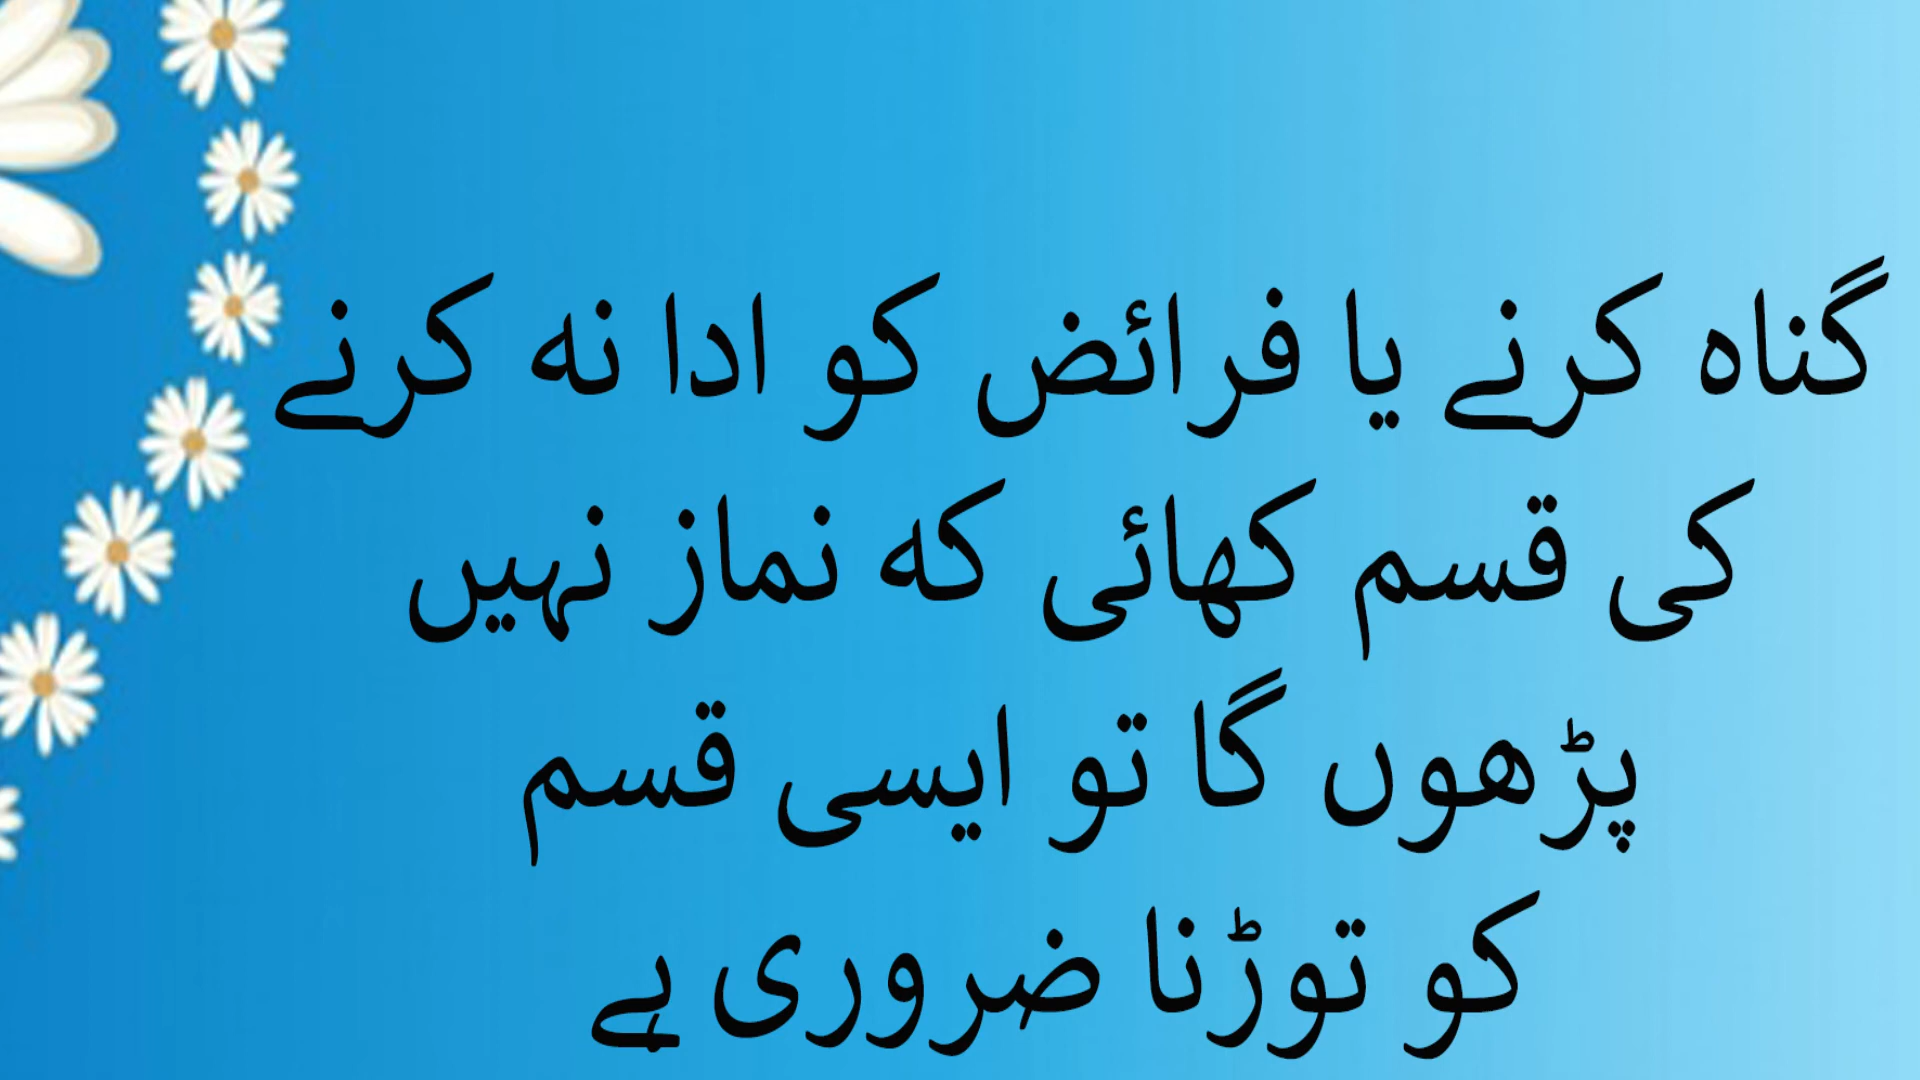 گناہ کرنے یا فرائض کو ادا نہ کرنے
کی قسم کھائی کہ نماز نہیں
پڑھوں گا تو ایسی قسم
کو توڑنا ضروری ہے